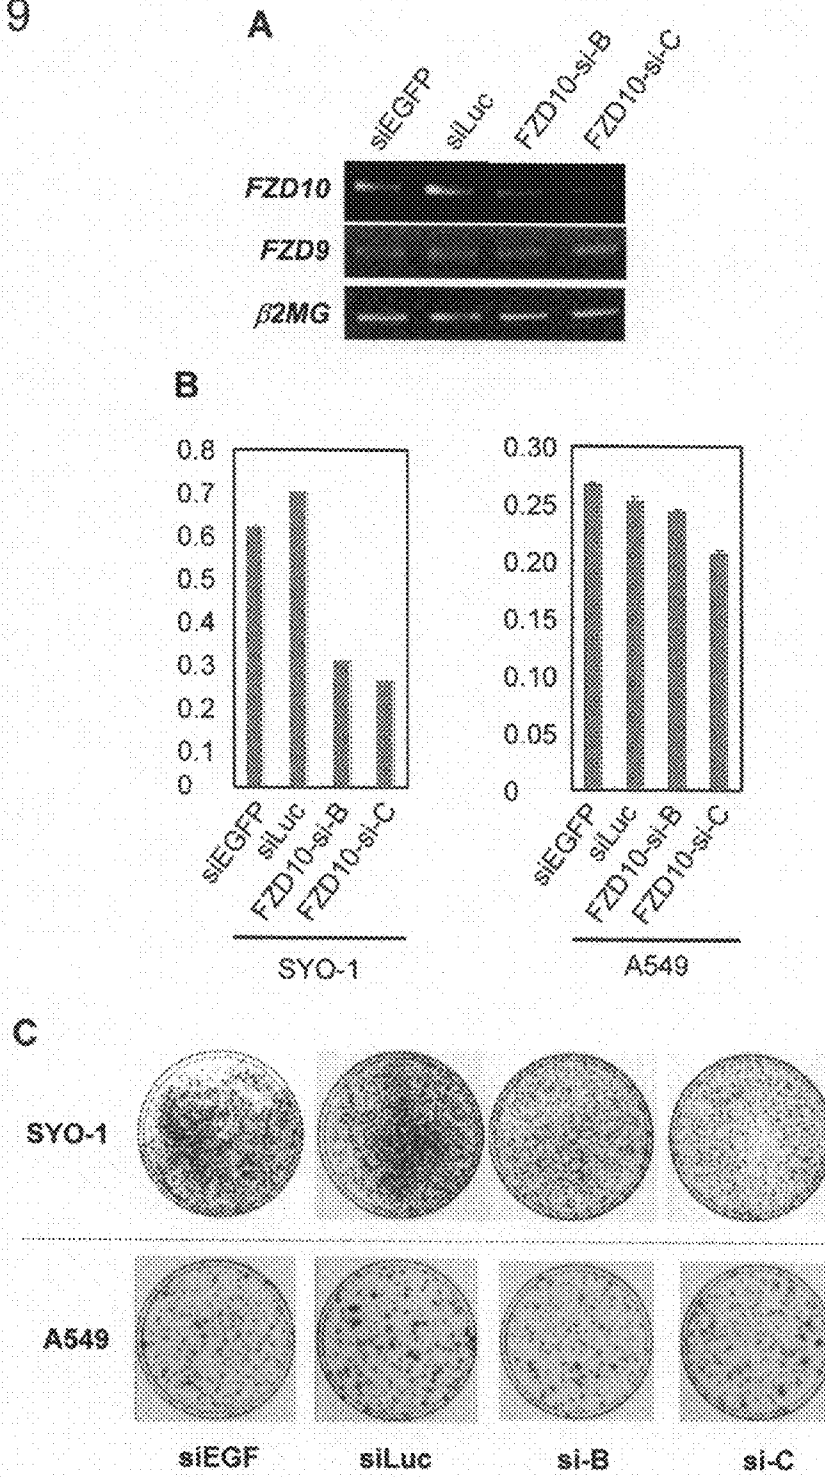 9
A
siEGFP siLuc FZD10-si-B FZD10-si-C
FZD10
FZD9
β2MG
B
0.8
0.7
0.6
0.5
0.4
0.3
0.2
0.1
0
siEGFP siLuc FZD10-si-B FZD10-si-C
SYO-1
0.30
0.25
0.20
0.15
0.10
0.05
0
siEGFP siLuc FZD10-si-B FZD10-si-C
A549
C
SYO-1
A549
siEGF siLuc si-B si-C